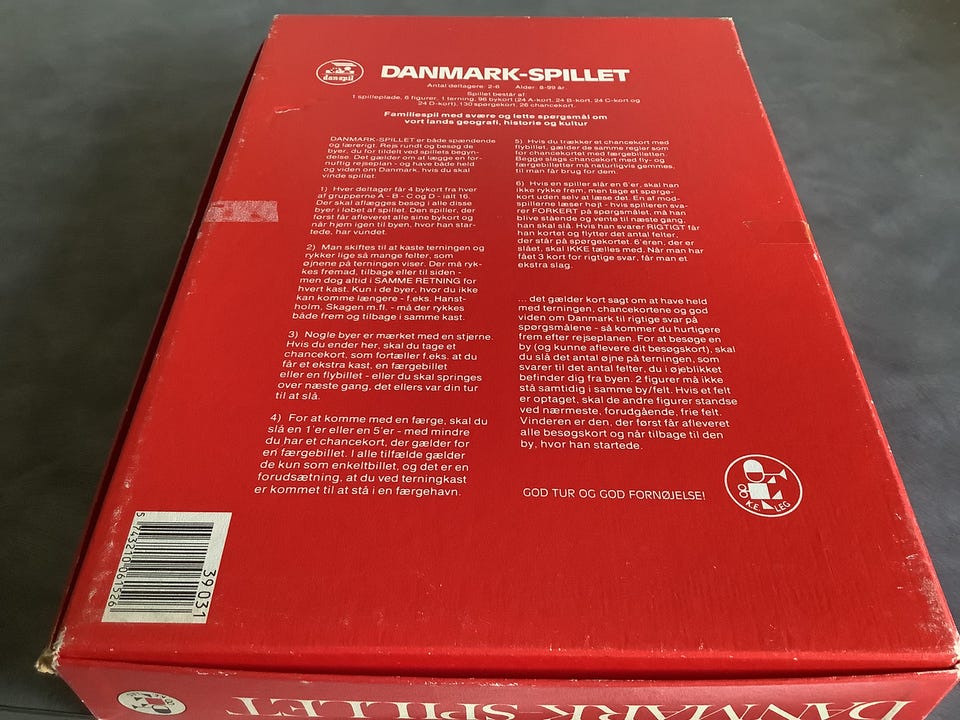 danspil
DANMARK-SPILLET
Antal deltagere: 2-6 Alder: 8-99 år.
Spillet består af:
1 spilleplade, 6 figurer, 1 terning, 96 bykort (24 A-kort, 24 B-kort, 24 C-kort og
24 D-kort), 130 spørgekort, 26 chancekort.
Familiespil med svære og lette spørgsmål om
vort lands geografi, historie og kultur
DANMARK-SPILLET er både spændende
og lærerigt. Rejs rundt og besøg de
byer, du får tildelt ved spillets begyn-
delse. Det gælder om at lægge en for-
nuftig rejseplan - og have både held
og viden om Danmark, hvis du skal
vinde spillet.
1) Hver deltager får 4 bykort fra hver
af grupperne A - B - C og D - ialt 16.
Der skal aflægges besøg i alle disse
byer i løbet af spillet. Den spiller, der
først får afleveret alle sine bykort og
når hjem igen til byen, hvor han star-
tede, har vundet.
2) Man skiftes til at kaste terningen og
rykker lige så mange felter, som
øjnene på terningen viser. Der må ryk-
kes fremad, tilbage eller til siden -
men dog altid i SAMME RETNING for
hvert kast. Kun i de byer, hvor du ikke
kan komme længere - f.eks. Hanst-
holm, Skagen m.fl. - må der rykkes
både frem og tilbage i samme kast.
3) Nogle byer er mærket med en stjerne.
Hvis du ender her, skal du tage et
chancekort, som fortæller f.eks. at du
får et ekstra kast, en færgebillet
eller en flybillet - eller du skal springes
over næste gang, det ellers var din tur
til at slå.
4) For at komme med en færge, skal du
slå en 1'er eller en 5'er - med mindre
du har et chancekort, der gælder for
en færgebillet. I alle tilfælde gælder
de kun som enkeltbillet, og det er en
forudsætning, at du ved terningkast
er kommet til at stå i en færgehavn.
5) Hvis du trækker et chancekort med
flybillet, gælder de samme regler som
for chancekortet med færgebilletten.
Begge slags chancekort med fly- og
færgebilletter må naturligvis gemmes,
til man får brug for dem.
6) Hvis en spiller slår en 6'er, skal han
ikke rykke frem, men tage et spørge-
kort uden selv at læse det. En af mod-
spillerne læser højt - hvis spilleren sva-
rer FORKERT på spørgsmålet, må han
blive stående og vente til næste gang,
han skal slå. Hvis han svarer RIGTIGT får
han kortet og flytter det antal felter,
der står på spørgekortet. 6'eren, der er
slået, skal IKKE tælles med. Når man har
fået 3 kort for rigtige svar, får man et
ekstra slag.
... det gælder kort sagt om at have held
med terningen, chancekortene og god
viden om Danmark til rigtige svar på
spørgsmålene - så kommer du hurtigere
frem efter rejseplanen. For at besøge en
by (og kunne aflevere dit besøgskort), skal
du slå det antal øjne på terningen, som
svarer til det antal felter, du i øjeblikket
befinder dig fra byen. 2 figurer må ikke
stå samtidig i samme by/felt. Hvis et felt
er optaget, skal de andre figurer standse
ved nærmeste, forudgående, frie felt.
Vinderen er den, der først får afleveret
alle besøgskort og når tilbage til den
by, hvor han startede.
GOD TUR OG GOD FORNØJELSE!
K.E. LEG
5 743210 061526
39 031
DANMARK-SPILLET